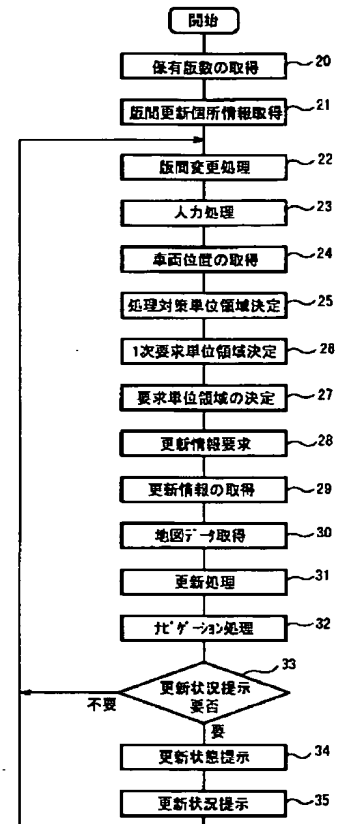 開始
保有版数の取得
20
版間更新個所情報取得
21
版間変更処理
22
入力処理
23
車両位置の取得
24
処理対策単位領域決定
25
1次要求単位領域決定
26
要求単位領域の決定
27
更新情報要求
28
更新情報の取得
29
地図データ取得
30
更新処理
31
ナビゲーション処理
32
33
更新状況提示
要否
不要
要
更新状態提示
34
更新状況提示
35